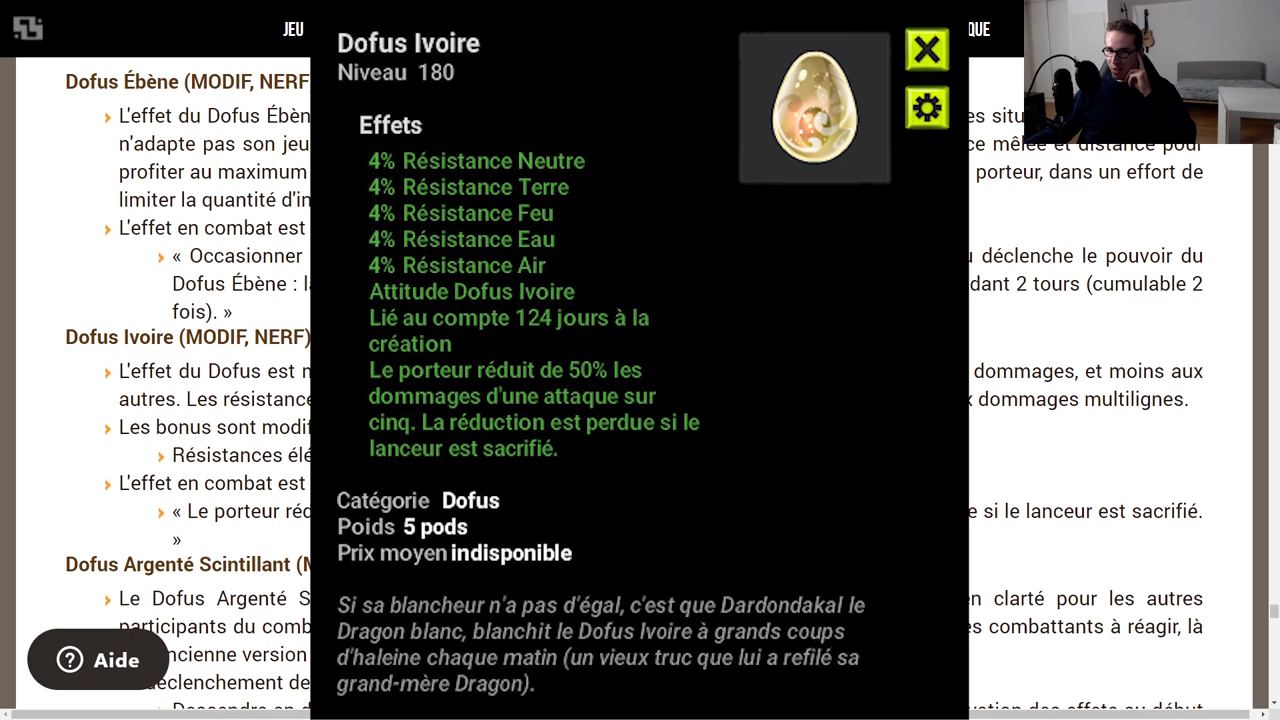 JEU
QUE
Dofus Ébène (MODIF, NERF)
L'effet du Dofus Ébèn
es situ
n'adapte pas son jeu
ce mêlée et distance pour
profiter au maximum
porteur, dans un effort de
limiter la quantité d'in
L'effet en combat est
« Occasionner
u déclenche le pouvoir du
Dofus Ébène : la
dant 2 tours (cumulable 2
fois). »
Dofus Ivoire (MODIF, NERF)
L'effet du Dofus est n
dommages, et moins aux
autres. Les résistance
x dommages multilignes.
Les bonus sont modif
Résistances élé
L'effet en combat est
« Le porteur réd
e si le lanceur est sacrifié.
»
Dofus Argenté Scintillant (M
Le Dofus Argenté S
en clarté pour les autres
participants du comb
es combattants à réagir, là
ncienne version
déclenchement de
Aide
Dofus Ivoire
Niveau 180
Effets
4% Résistance Neutre
4% Résistance Terre
4% Résistance Feu
4% Résistance Eau
4% Résistance Air
Attitude Dofus Ivoire
Lié au compte 124 jours à la
création
Le porteur réduit de 50% les
dommages d'une attaque sur
cinq. La réduction est perdue si le
lanceur est sacrifié.
Catégorie Dofus
Poids 5 pods
Prix moyen indisponible
Si sa blancheur n'a pas d'égal, c'est que Dardondakal le
Dragon blanc, blanchit le Dofus Ivoire à grands coups
d'haleine chaque matin (un vieux truc que lui a refilé sa
grand-mère Dragon).